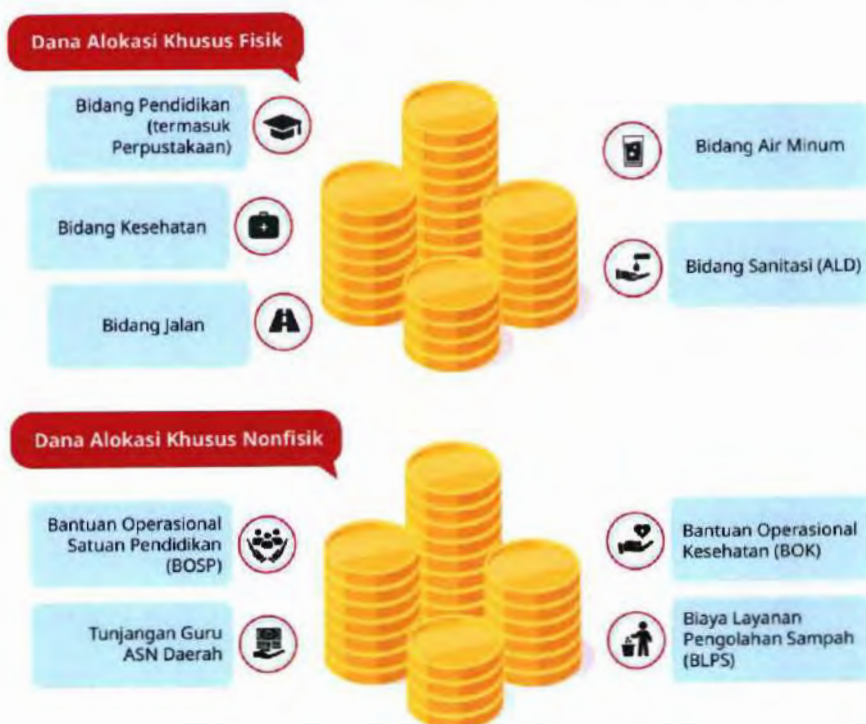 Dana Alokasi Khusus Fisik
Bidang Pendidikan
(termasuk
Perpustakaan)
Bidang Kesehatan
Bidang Jalan
Bidang Air Minum
Bidang Sanitasi (ALD)
Dana Alokasi Khusus Nonfisik
Bantuan Operasional
Satuan Pendidikan
(BOSP)
Tunjangan Guru
ASN Daerah
Bantuan Operasional
Kesehatan (BOK)
Biaya Layanan
Pengolahan Sampah
(BLPS)